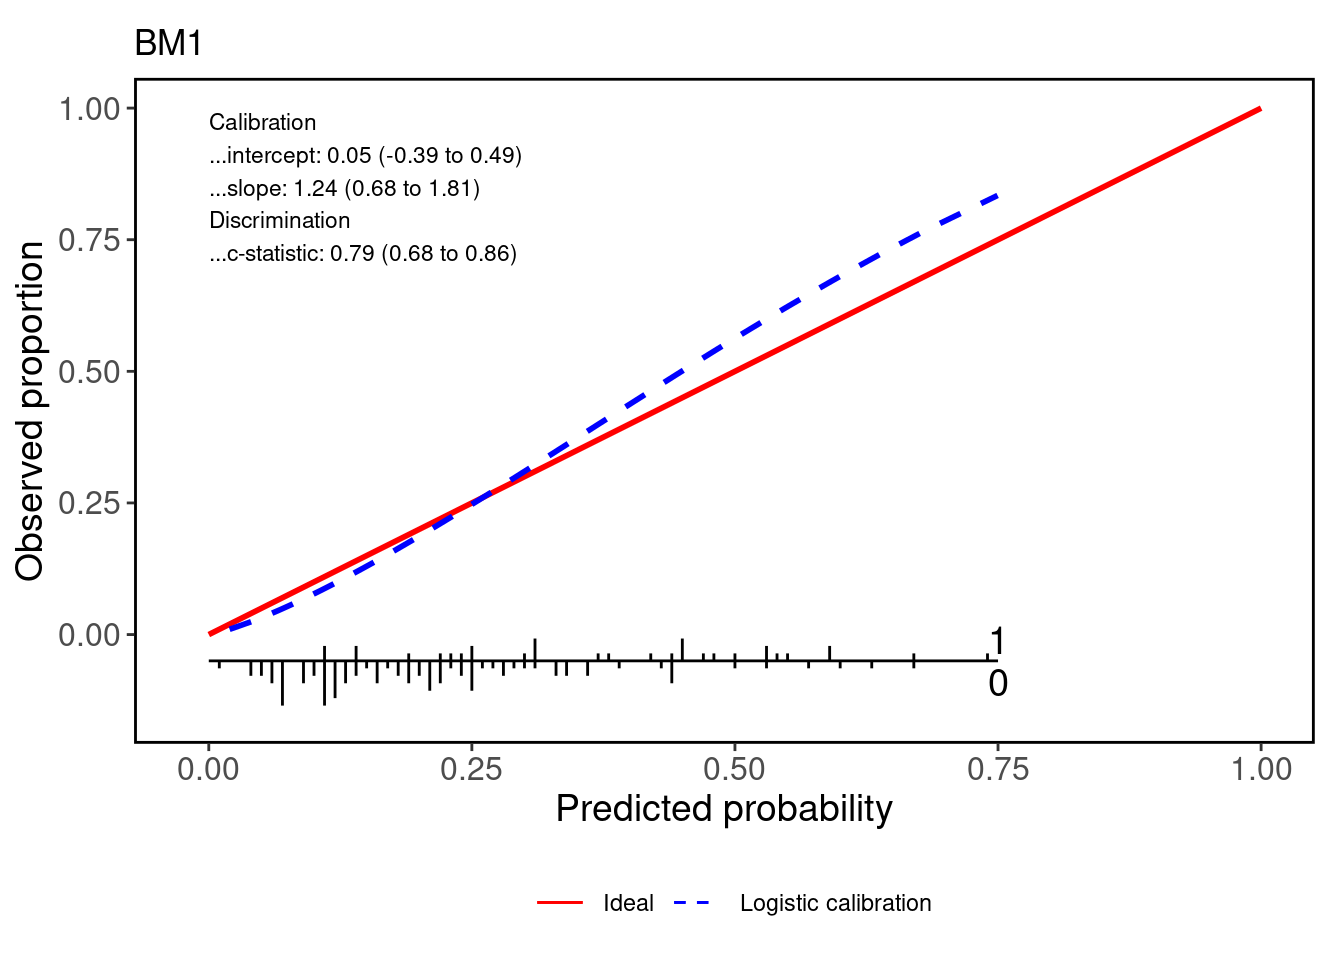 BM1
Calibration
...intercept: 0.05 (-0.39 to 0.49)
...slope: 1.24 (0.68 to 1.81)
Discrimination
...c-statistic: 0.79 (0.68 to 0.86)
Observed proportion
1.00
0.75
0.50
0.25
0.00
1
0
0.00 0.25 0.50 0.75 1.00
Predicted probability
Ideal Logistic calibration